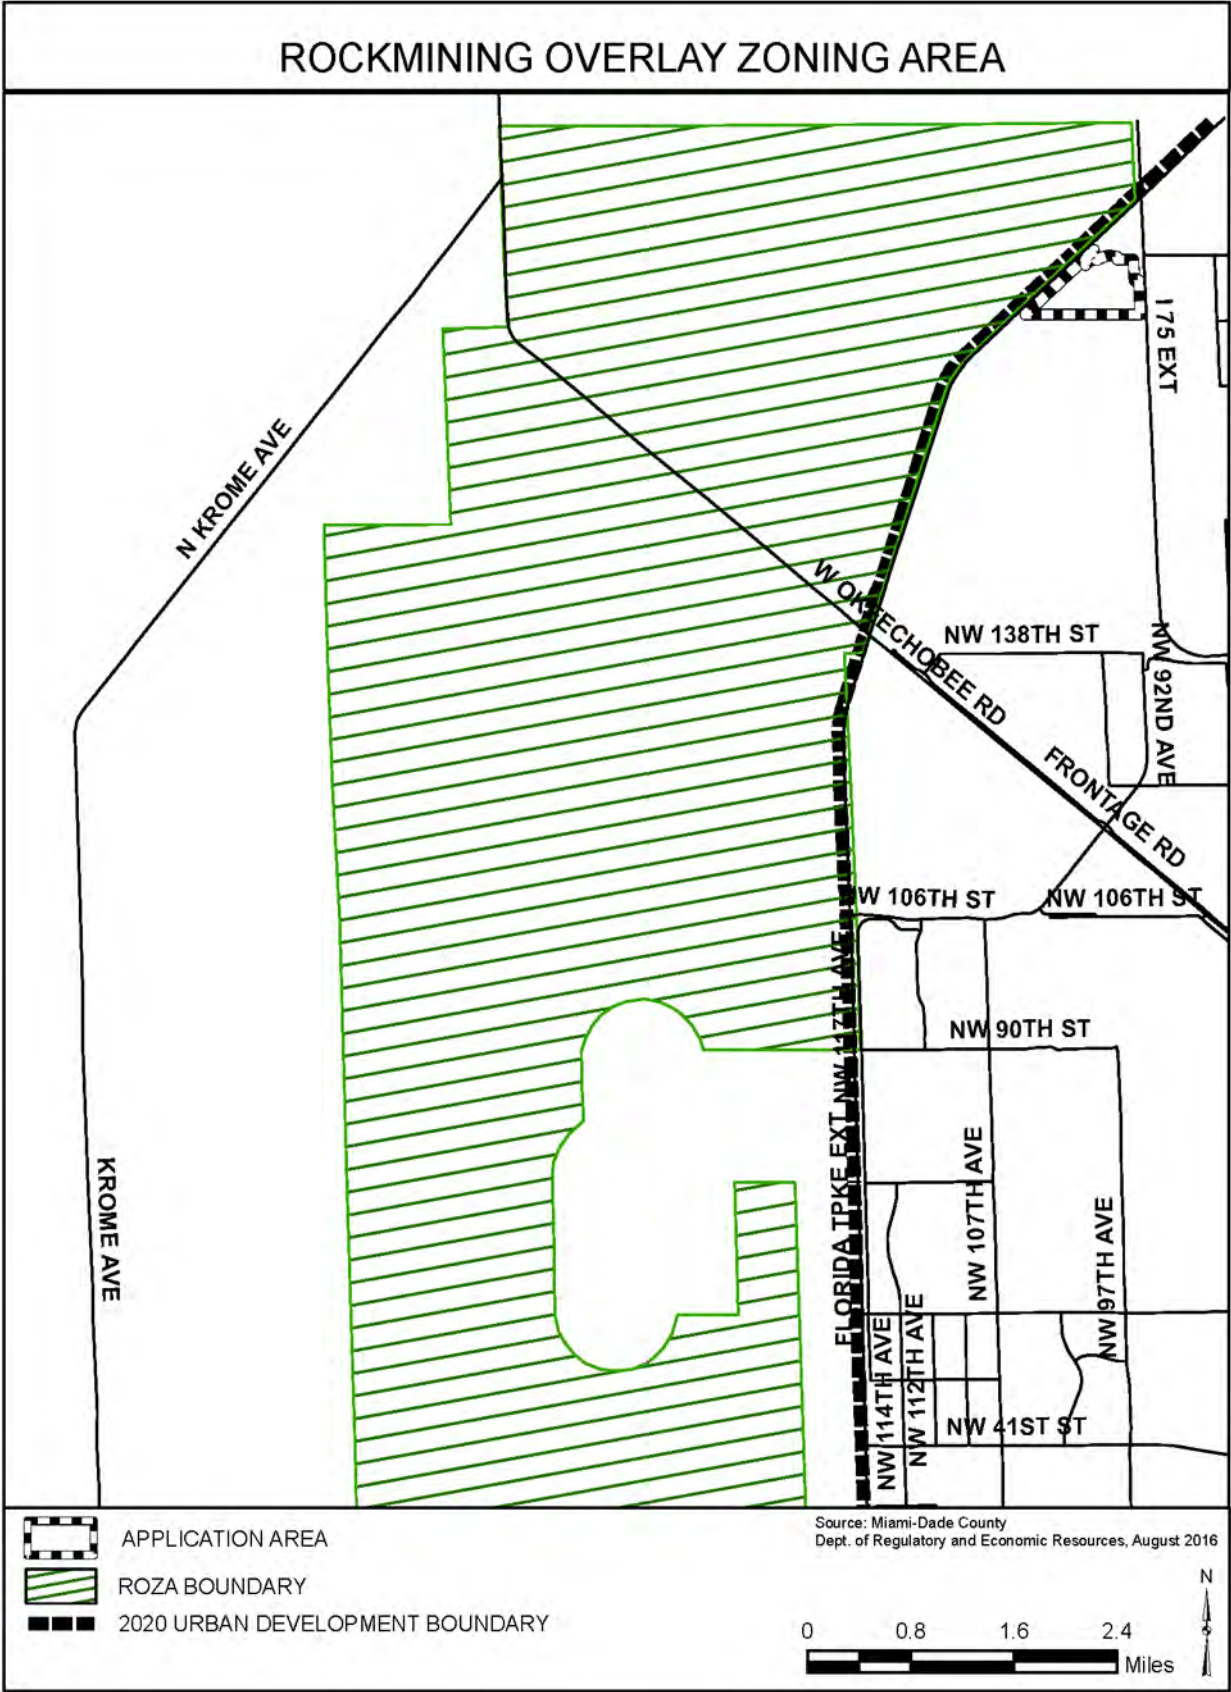 ROCKMINING OVERLAY ZONING AREA
I 75 EXT
N KROME AVE
W OKEECHOBEE RD
NW 138TH ST
NW 92ND AVE
FRONTAGE RD
W 106TH ST
NW 106TH ST
NW 117TH AVE
NW 90TH ST
FLORIDA TPKE EXT
NW 107TH AVE
KROME AVE
NW 97TH AVE
NW 114TH AVE
NW 112TH AVE
NW 41ST ST
APPLICATION AREA
ROZA BOUNDARY
2020 URBAN DEVELOPMENT BOUNDARY
Source: Miami-Dade County
Dept. of Regulatory and Economic Resources, August 2016
N
0 0.8 1.6 2.4
Miles